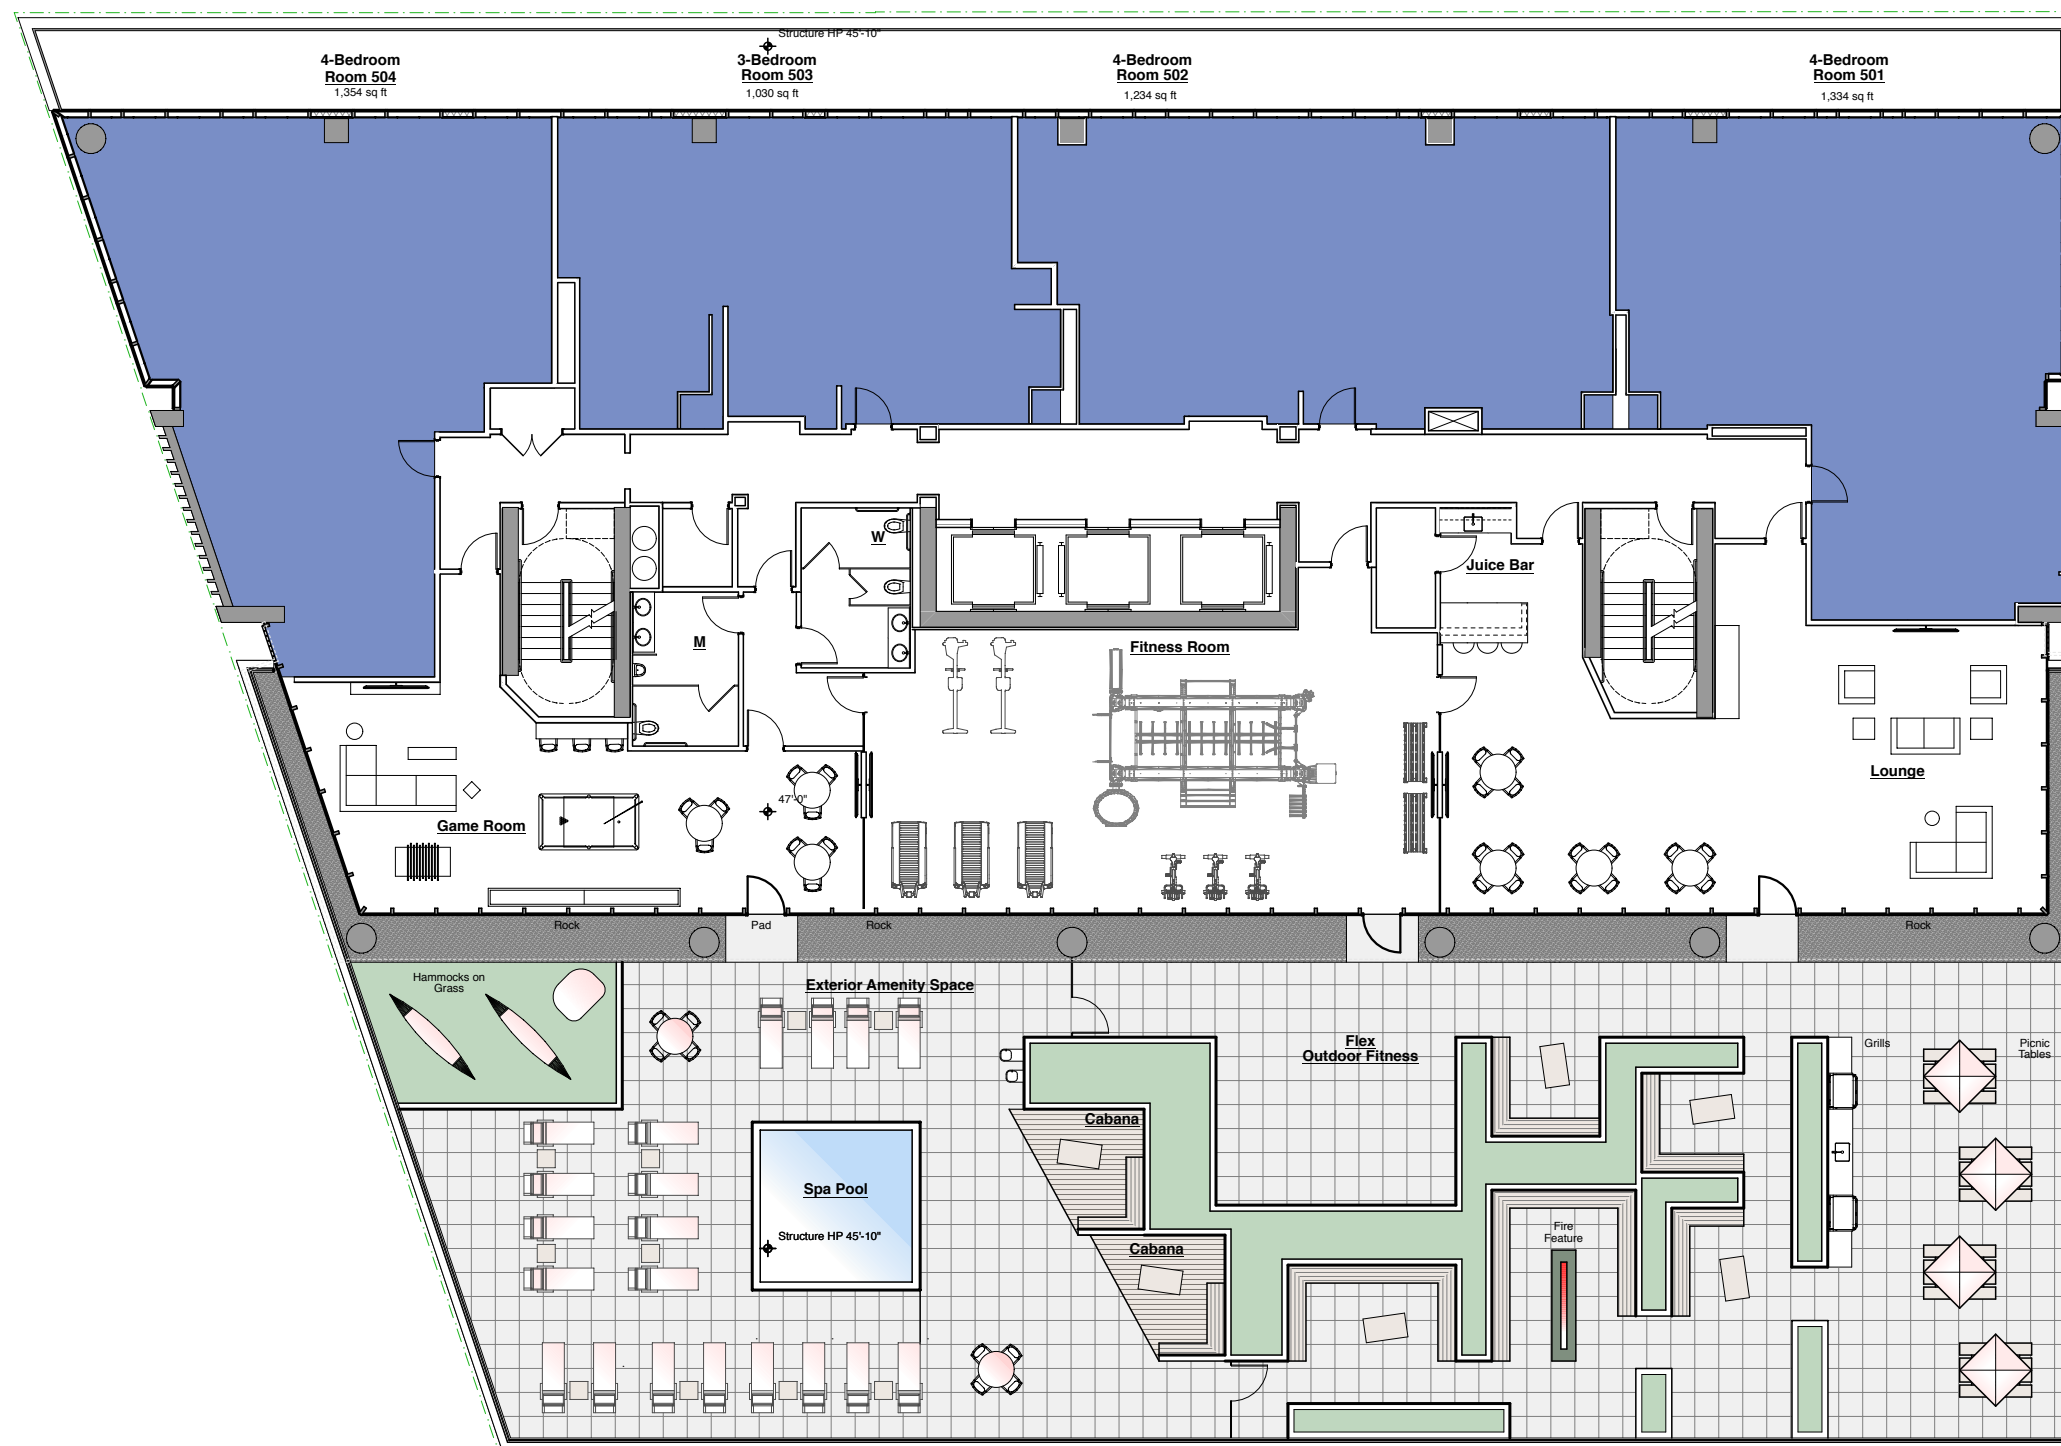 Structure HP 45'-10"
4-Bedroom
Room 504
1,354 sq ft
3-Bedroom
Room 503
1,030 sq ft
4-Bedroom
Room 502
1,234 sq ft
4-Bedroom
Room 501
1,334 sq ft
W
M
Juice Bar
Fitness Room
Lounge
47'-0"
Game Room
Rock
Pad
Rock
Rock
Hammocks on
Grass
Exterior Amenity Space
Flex
Outdoor Fitness
Grills
Picnic
Tables
Cabana
Spa Pool
Structure HP 45'-10"
Cabana
Fire
Feature